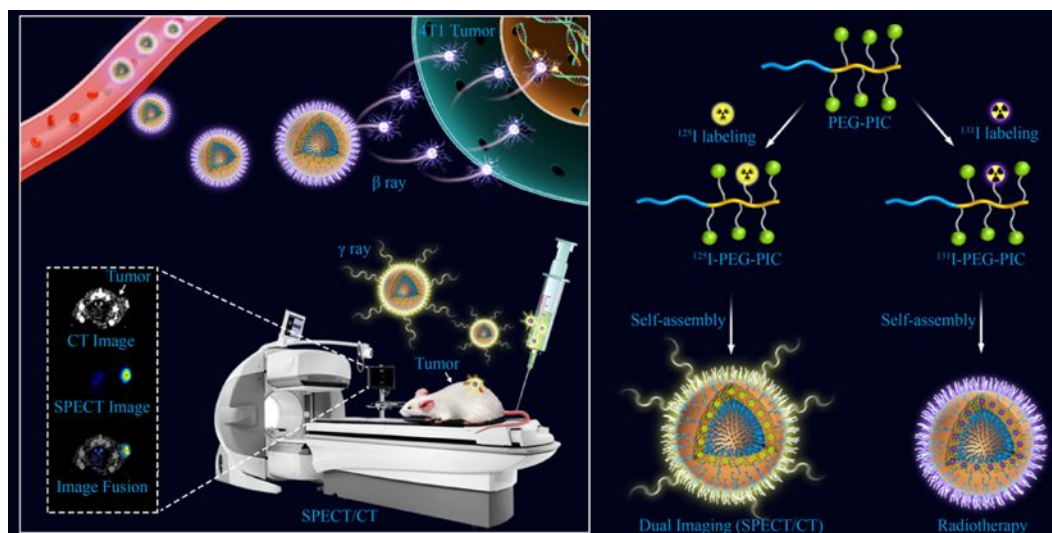 4T1 Tumor
β ray
γ ray
Tumor
CT Image
SPECT Image
Image Fusion
Tumor
SPECT/CT
PEG-PIC
¹²⁵I labeling
¹³¹I labeling
¹²⁵I-PEG-PIC
¹³¹I-PEG-PIC
Self-assembly
Self-assembly
Dual Imaging (SPECT/CT)
Radiotherapy